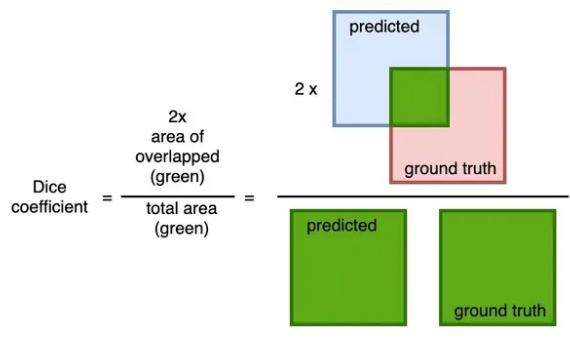 predicted
2 x
ground truth
Dice
coefficient
=
2x
area of
overlapped
(green)
total area
(green)
=
predicted
ground truth